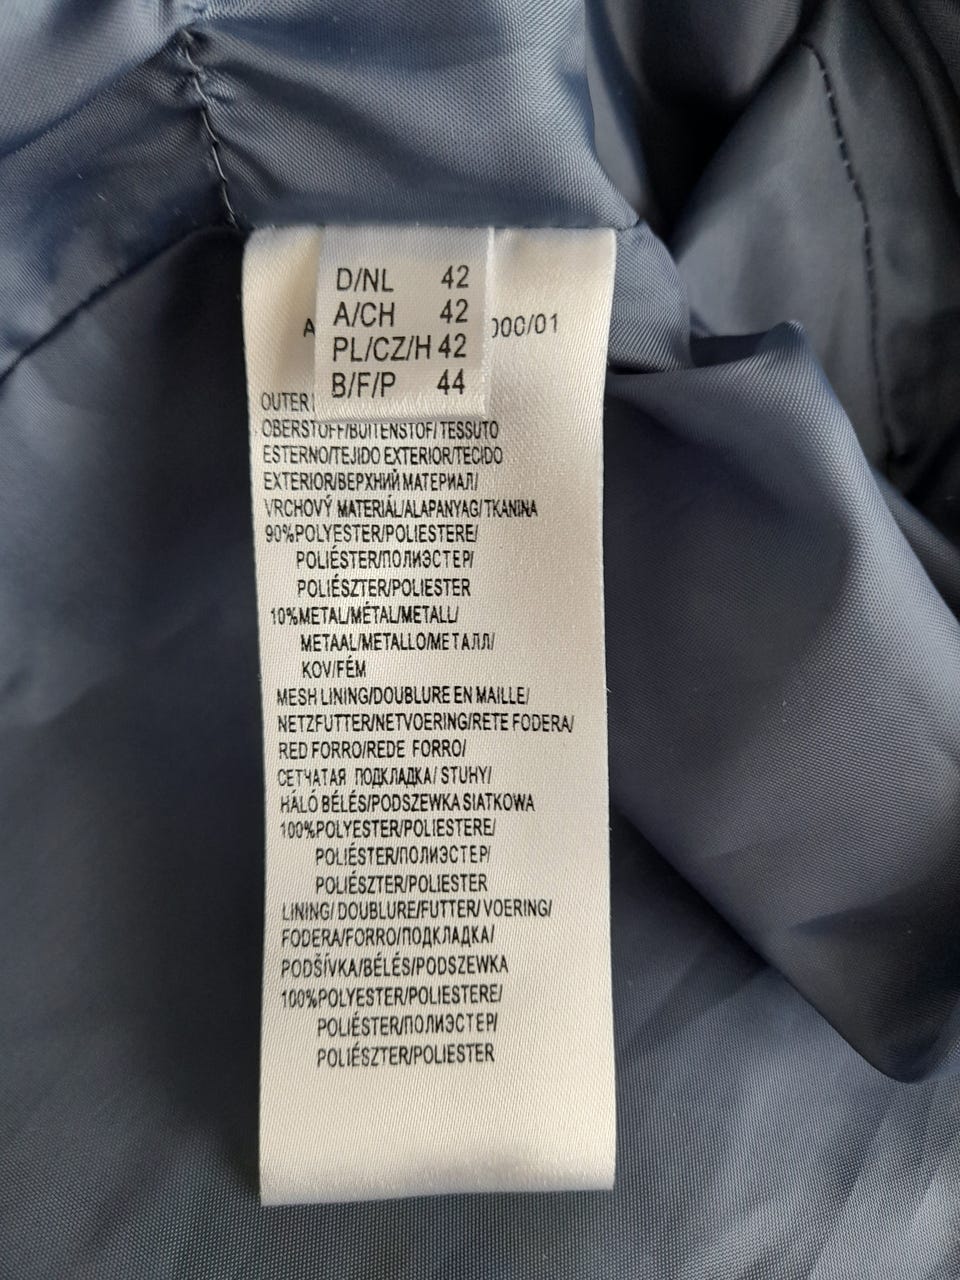 D/NL 42
A/CH 42
PL/CZ/H 42
B/F/P 44
A 000/01
OUTER
OBERSTOFF/BUITENSTOF/TESSUTO
ESTERNO/TEJIDO EXTERIOR/TECIDO
EXTERIOR/ВЕРХНИЙ МАТЕРИАЛ/
VRCHOVÝ MATERIÁL/ALAPANYAG/TKANINA
90%POLYESTER/POLIESTERE/
POLIÉSTER/ПОЛИЭСТЕР/
POLIÉSZTER/POLIESTER
10%METAL/MÉTAL/METALL/
METAAL/METALLO/МЕТАЛЛ/
KOV/FÉM
MESH LINING/DOUBLURE EN MAILLE/
NETZFUTTER/NETVOERING/RETE FODERA/
RED FORRO/REDE FORRO/
СЕТЧАТАЯ ПОДКЛАДКА/ STUHY/
HÁLÓ BÉLÉS/PODSZEWKA SIATKOWA
100%POLYESTER/POLIESTERE/
POLIÉSTER/ПОЛИЭСТЕР/
POLIÉSZTER/POLIESTER
LINING/ DOUBLURE/FUTTER/ VOERING/
FODERA/FORRO/ПОДКЛАДКА/
PODŠÍVKA/BÉLÉS/PODSZEWKA
100%POLYESTER/POLIESTERE/
POLIÉSTER/ПОЛИЭСТЕР/
POLIÉSZTER/POLIESTER